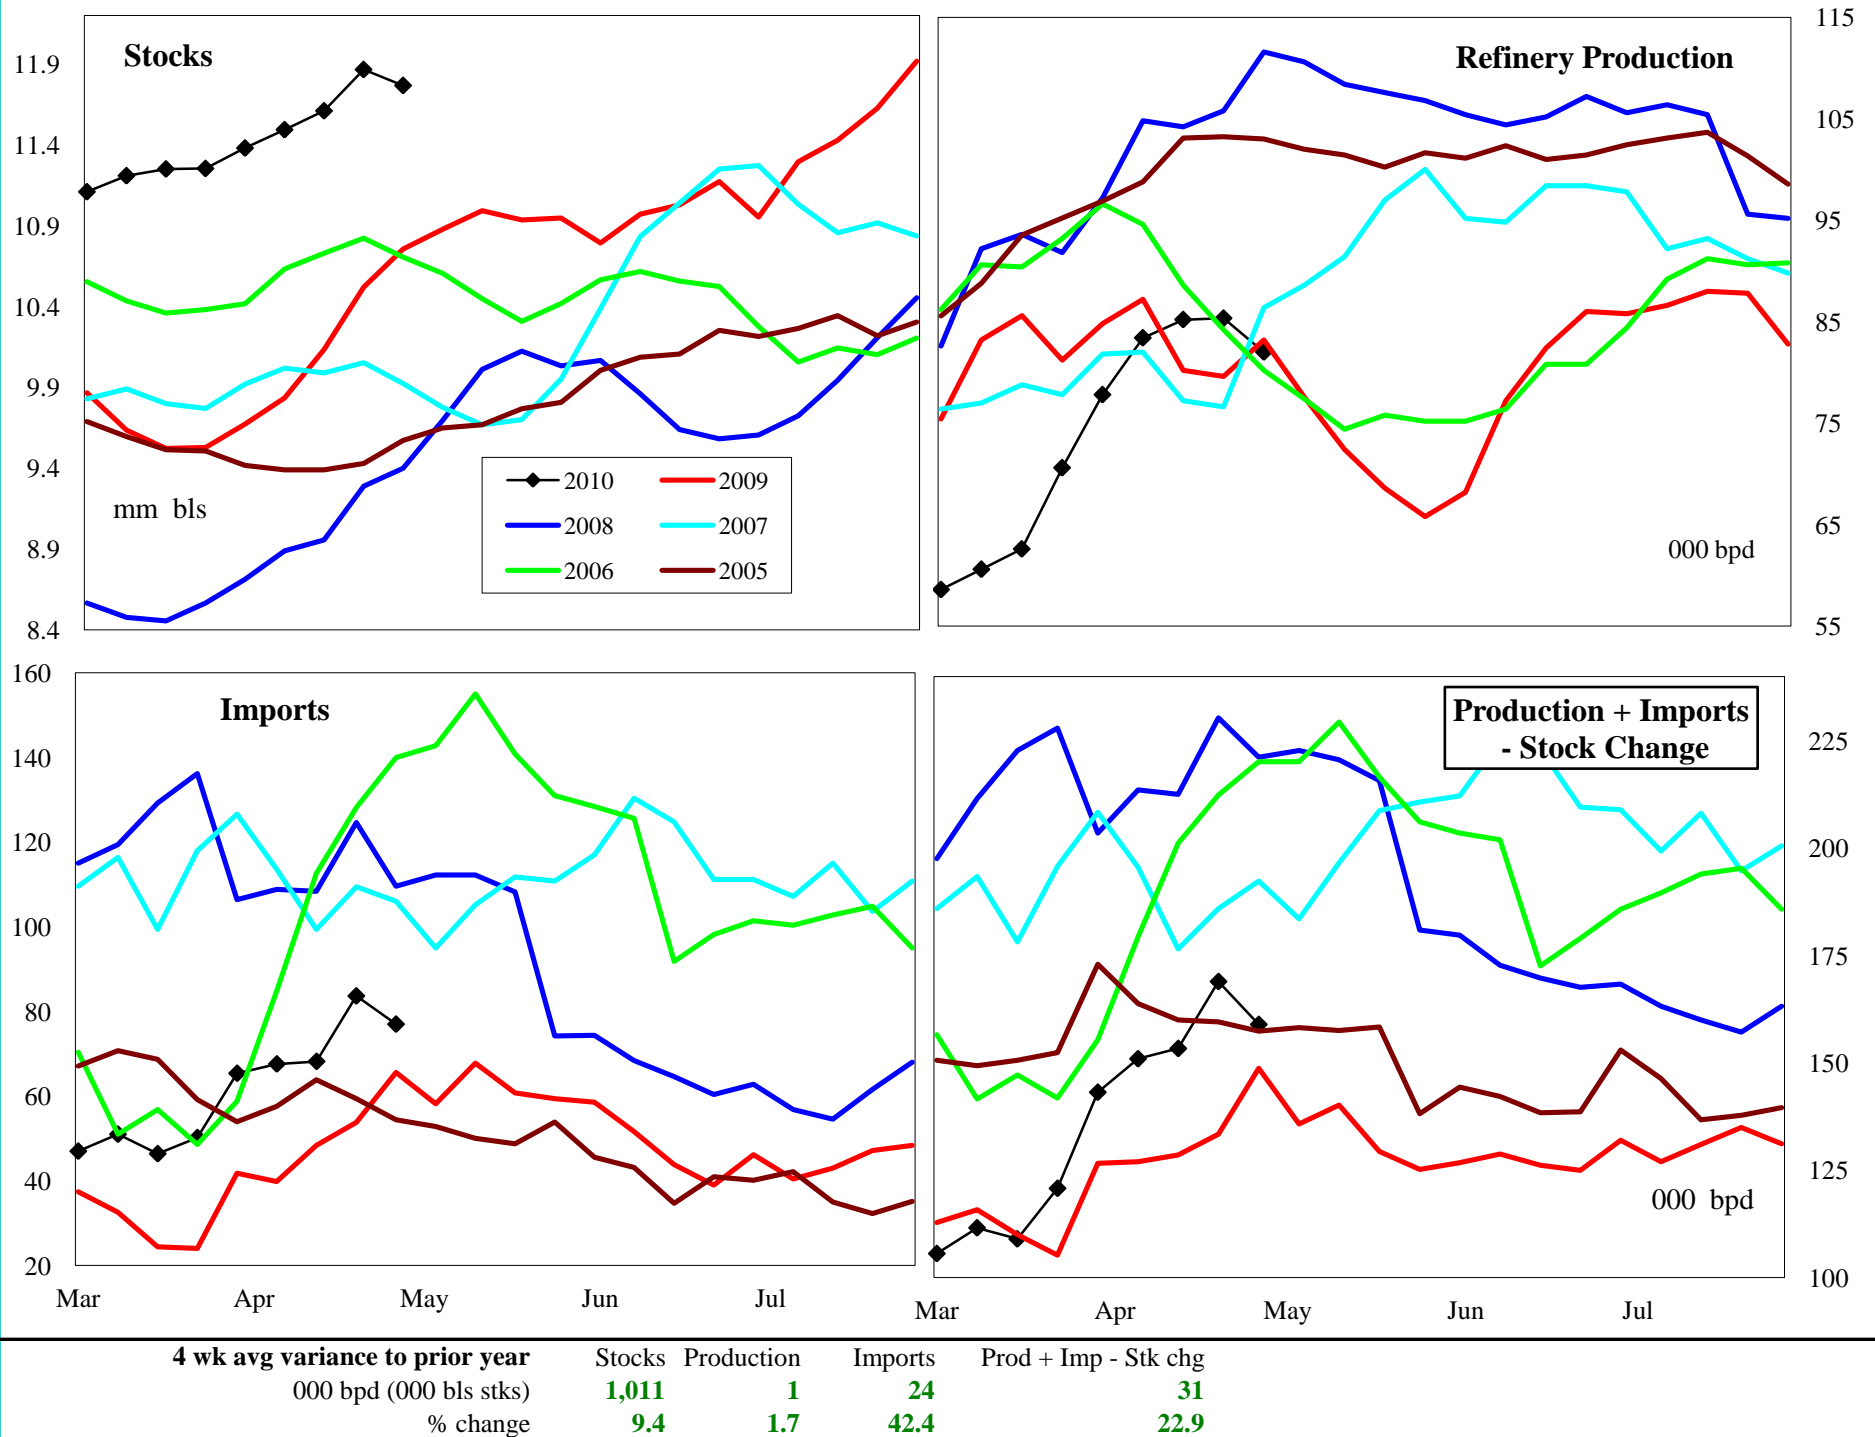 Stocks
11.9
11.4
10.9
10.4
9.9
9.4
8.9
8.4
mm bls
2010 2009
2008 2007
2006 2005
Refinery Production
115
105
95
85
75
65
55
000 bpd
Imports
160
140
120
100
80
60
40
20
Mar Apr May Jun Jul
Production + Imports
- Stock Change
225
200
175
150
125
100
000 bpd
Mar Apr May Jun Jul
4 wk avg variance to prior year Stocks Production Imports Prod + Imp - Stk chg
000 bpd (000 bls stks) 1,011 1 24 31
% change 9.4 1.7 42.4 22.9